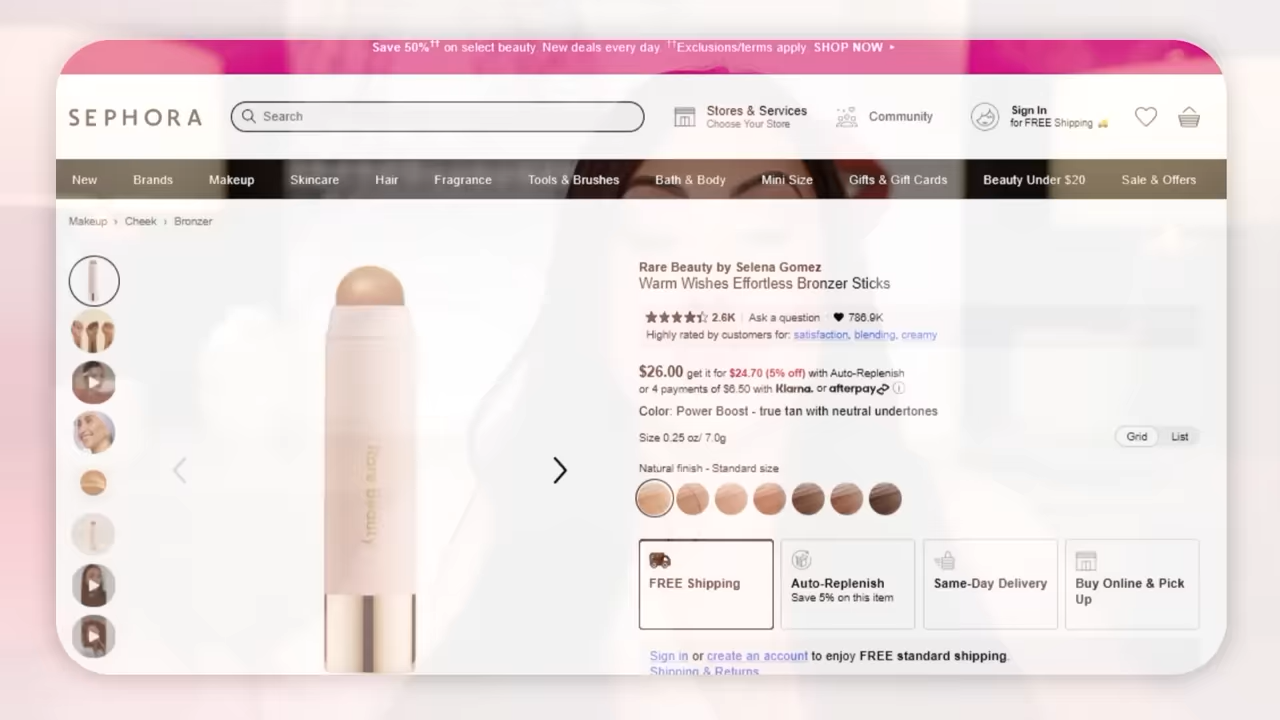 Save 50%†† on select beauty New deals every day ††Exclusions/terms apply SHOP NOW ▸
SEPHORA
Search
Stores & Services
Choose Your Store
Community
Sign In
for FREE Shipping 🚚
New Brands Makeup Skincare Hair Fragrance Tools & Brushes Bath & Body Mini Size Gifts & Gift Cards Beauty Under $20 Sale & Offers
Makeup › Cheek › Bronzer
Rare Beauty by Selena Gomez
Warm Wishes Effortless Bronzer Sticks
2.6K Ask a question 786.9K
Highly rated by customers for: satisfaction, blending, creamy
$26.00 get it for $24.70 (5% off) with Auto-Replenish
or 4 payments of $6.50 with Klarna. or afterpay
Color: Power Boost - true tan with neutral undertones
Size 0.25 oz/ 7.0g
Grid List
Natural finish - Standard size
FREE Shipping
Auto-Replenish
Save 5% on this item
Same-Day Delivery
Buy Online & Pick
Up
Sign in or create an account to enjoy FREE standard shipping.
Shipping & Returns
Rare Beauty